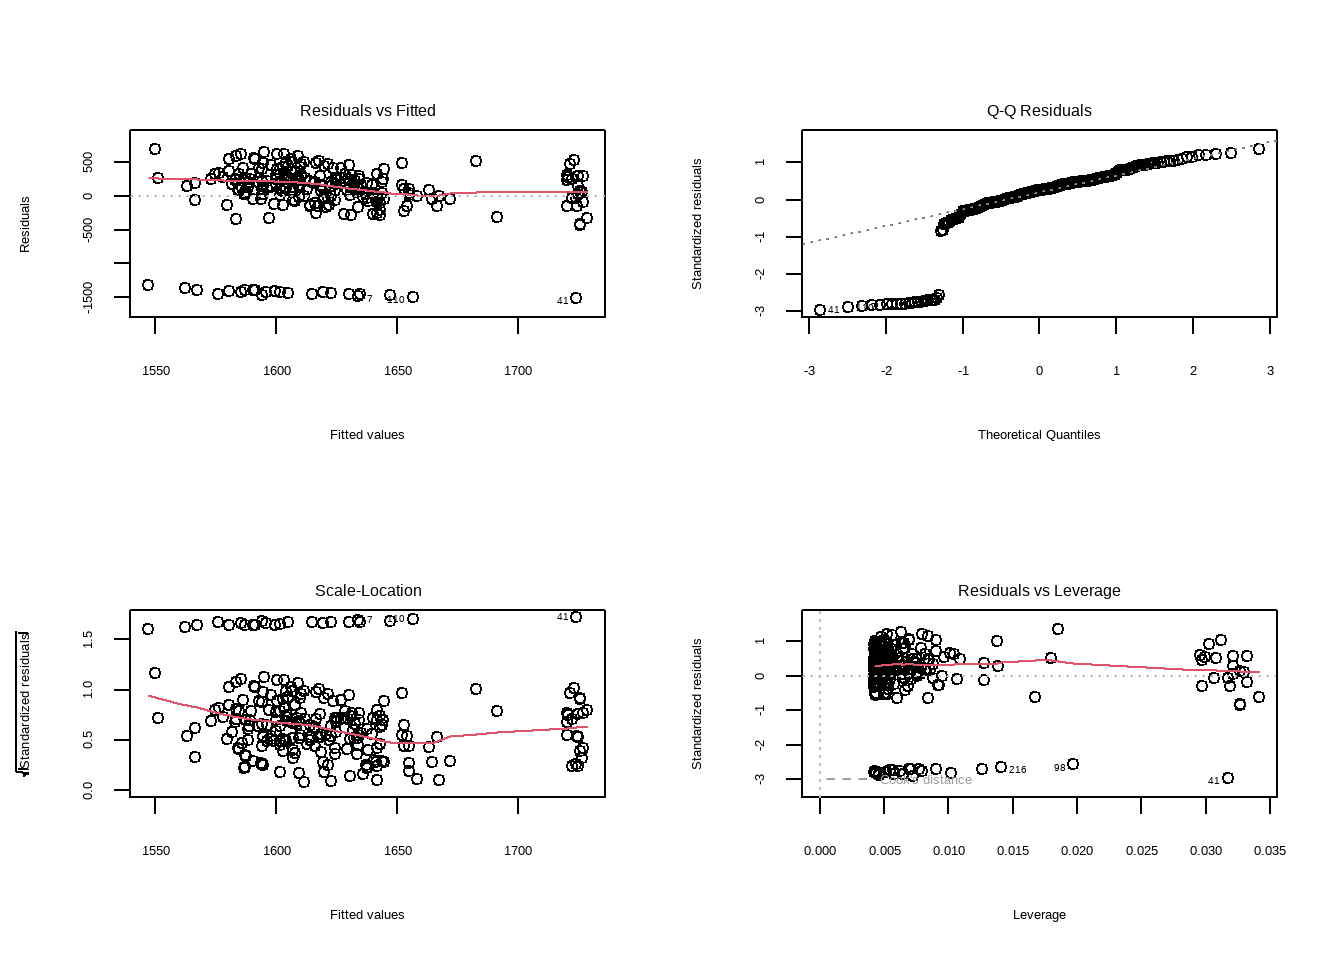 Residuals vs Fitted
Residuals
500
0
-500
-1500
7
110
41
1550 1600 1650 1700
Fitted values
Q-Q Residuals
Standardized residuals
1
0
-1
-2
-3
41
-3 -2 -1 0 1 2 3
Theoretical Quantiles
Scale-Location
√Standardized residuals
1.5
1.0
0.5
0.0
7
110
41
1550 1600 1650 1700
Fitted values
Residuals vs Leverage
Standardized residuals
1
0
-1
-2
-3
Cook's distance
216
98
41
0.000 0.005 0.010 0.015 0.020 0.025 0.030 0.035
Leverage